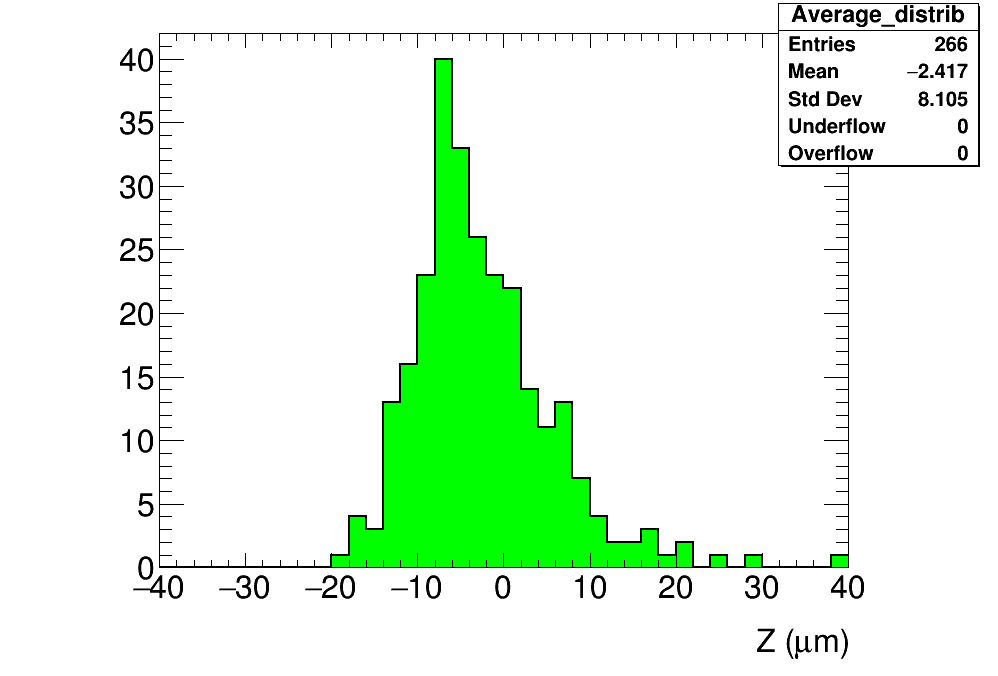 Average_distrib
Entries 266
Mean −2.417
Std Dev 8.105
Underflow 0
Overflow 0
40
35
30
25
20
15
10
5
0
−40 −30 −20 −10 0 10 20 30 40
Z (μm)